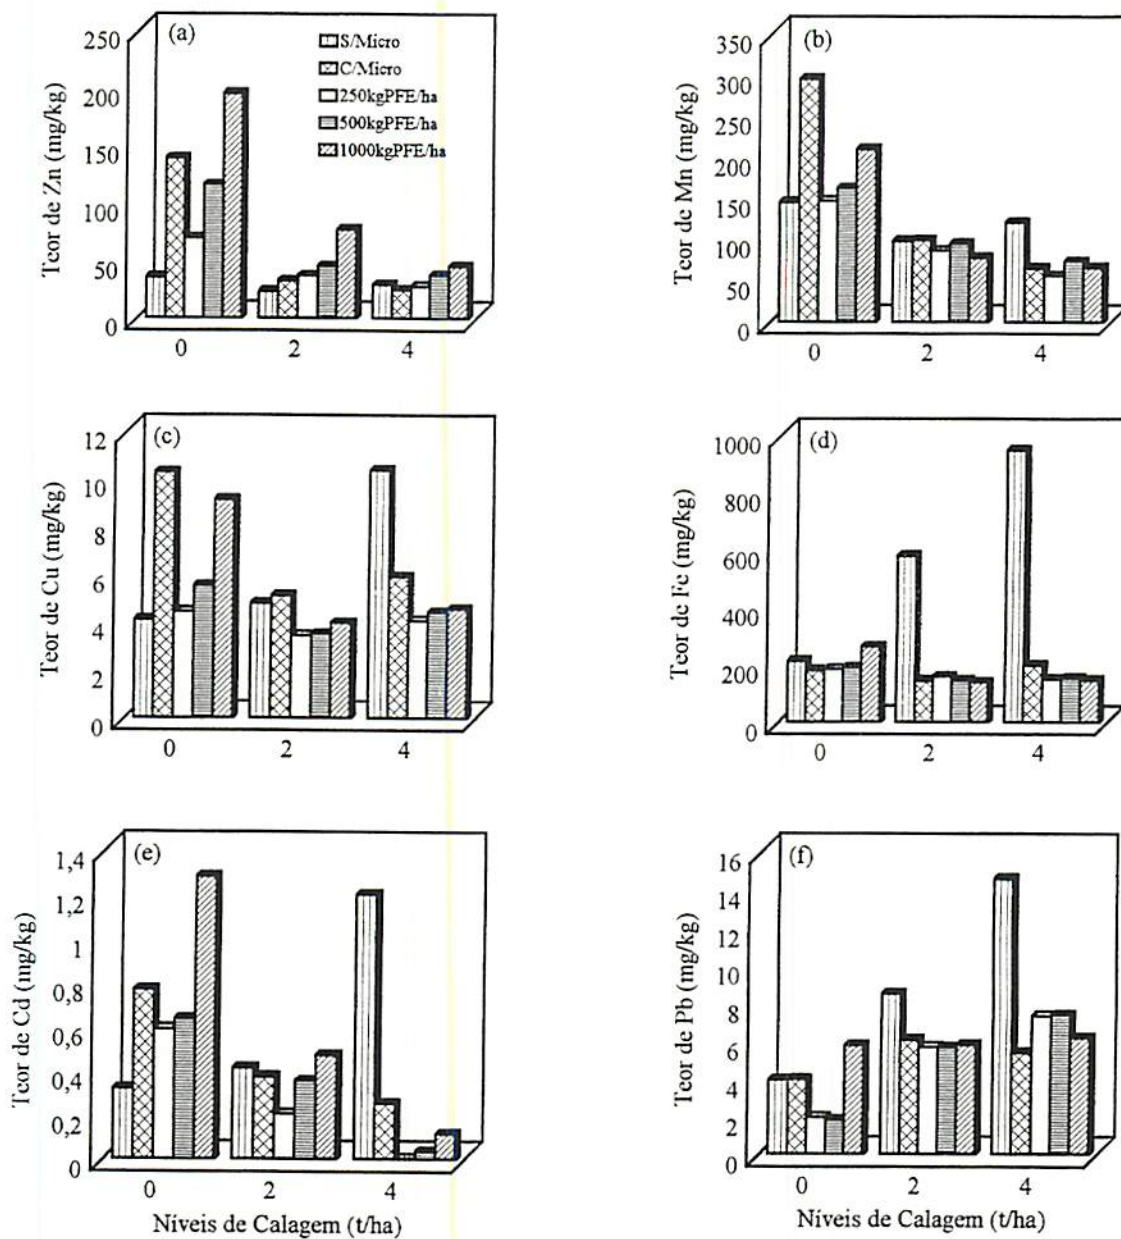 (a)
S/Micro
C/Micro
250kgPFE/ha
500kgPFE/ha
1000kgPFE/ha
Teor de Zn (mg/kg)
250
200
150
100
50
0
0 2 4
(b)
Teor de Mn (mg/kg)
350
300
250
200
150
100
50
0
0 2 4
(c)
Teor de Cu (mg/kg)
12
10
8
6
4
2
0
0 2 4
(d)
Teor de Fe (mg/kg)
1000
800
600
400
200
0
0 2 4
(e)
Teor de Cd (mg/kg)
1,4
1,2
1
0,8
0,6
0,4
0,2
0
0 2 4
Níveis de Calagem (t/ha)
(f)
Teor de Pb (mg/kg)
16
14
12
10
8
6
4
2
0
0 2 4
Níveis de Calagem (t/ha)